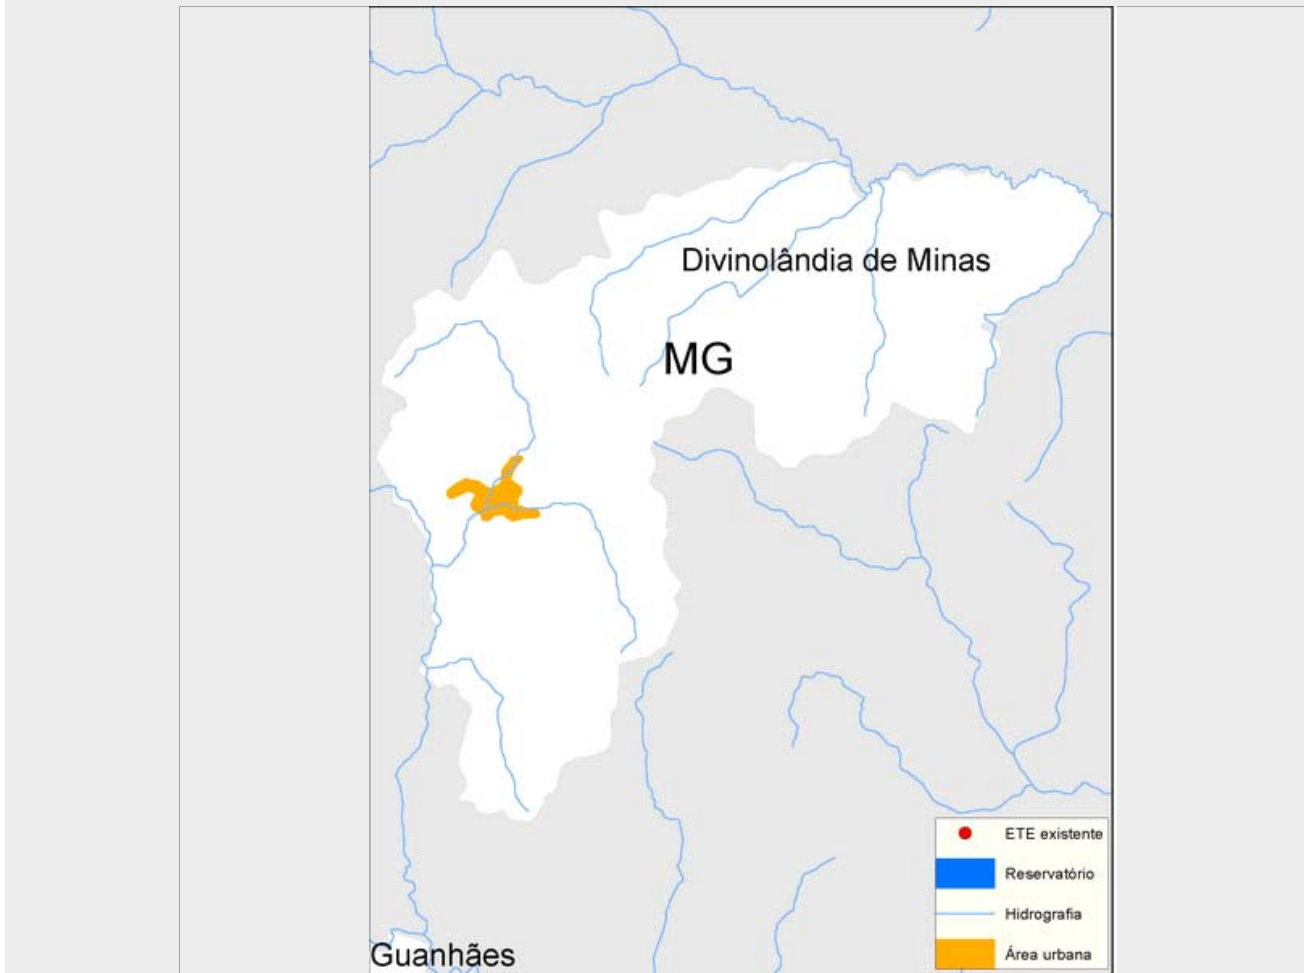 Divinolândia de Minas
MG
ETE existente
Reservatório
Hidrografia
Área urbana
Guanhães